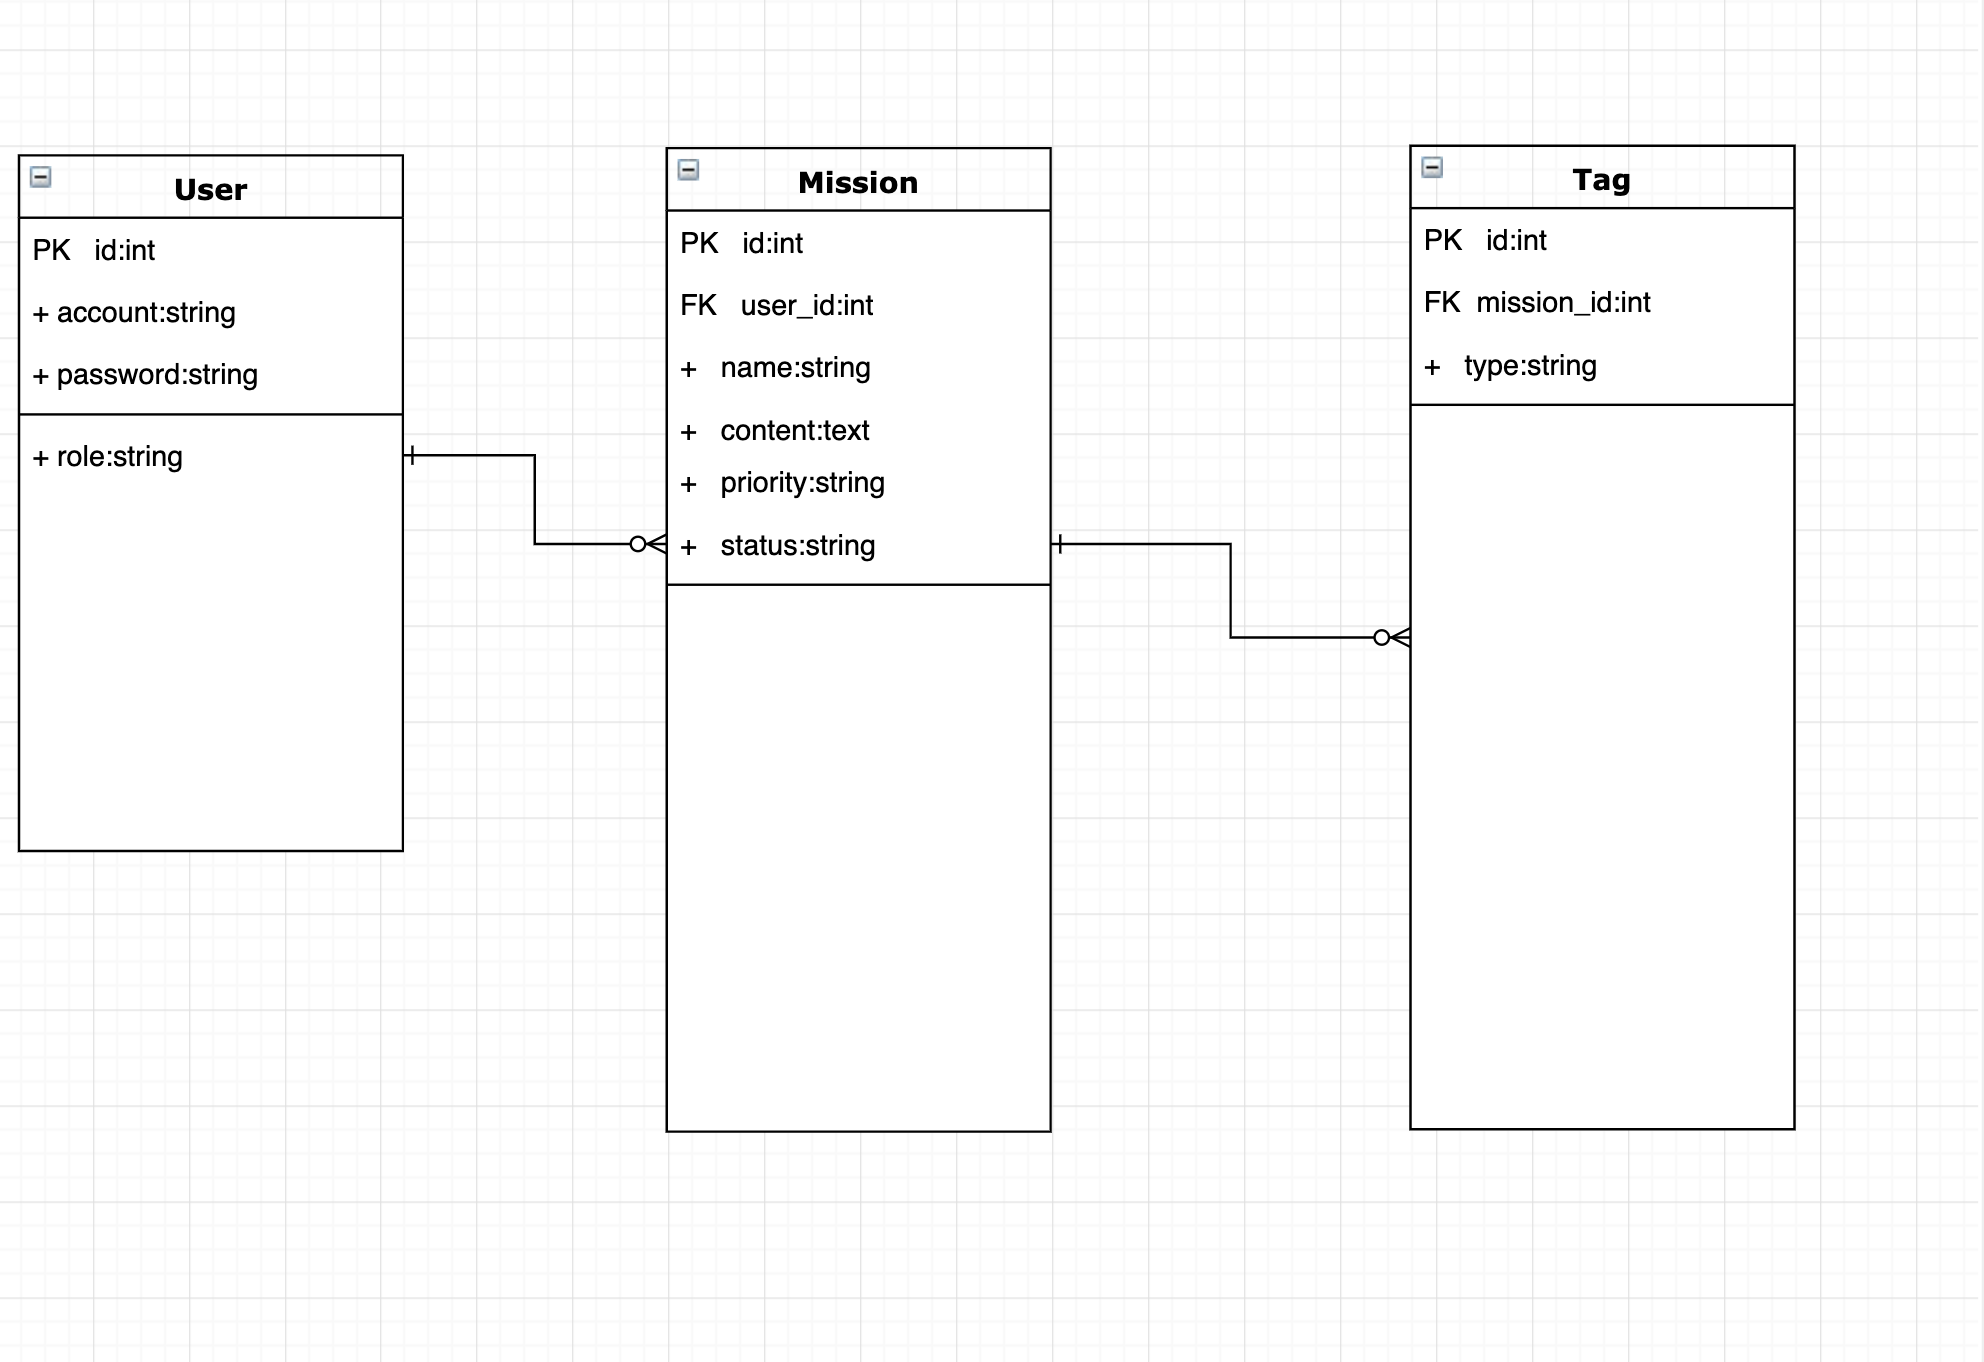 User
PK id:int
+ account:string
+ password:string
+ role:string
Mission
PK id:int
FK user_id:int
+ name:string
+ content:text
+ priority:string
+ status:string
Tag
PK id:int
FK mission_id:int
+ type:string